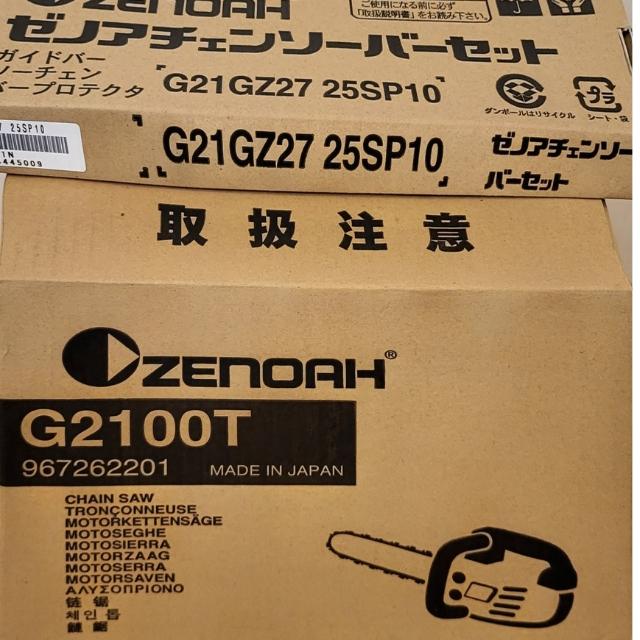 ZENOAH
ご使用になる前に必ず
「取扱説明書」をお読み下さい。
ゼノアチェンソーバーセット
ガイドバー
ソーチェン
バープロテクタ
G21GZ27 25SP10
ダンボールはリサイクル
プラ
シート・袋
25SP10
445009
G21GZ27 25SP10
ゼノアチェンソー
バーセット
取扱注意
ZENOAH®
G2100T
967262201 MADE IN JAPAN
CHAIN SAW
TRONÇONNEUSE
MOTORKETTENSÄGE
MOTOSEGHE
MOTOSIERRA
MOTORZAAG
MOTOSERRA
MOTORSAVEN
ΑΛΥΣΟΠΡΙΟΝΟ
链锯
체인 톱
鏈鋸